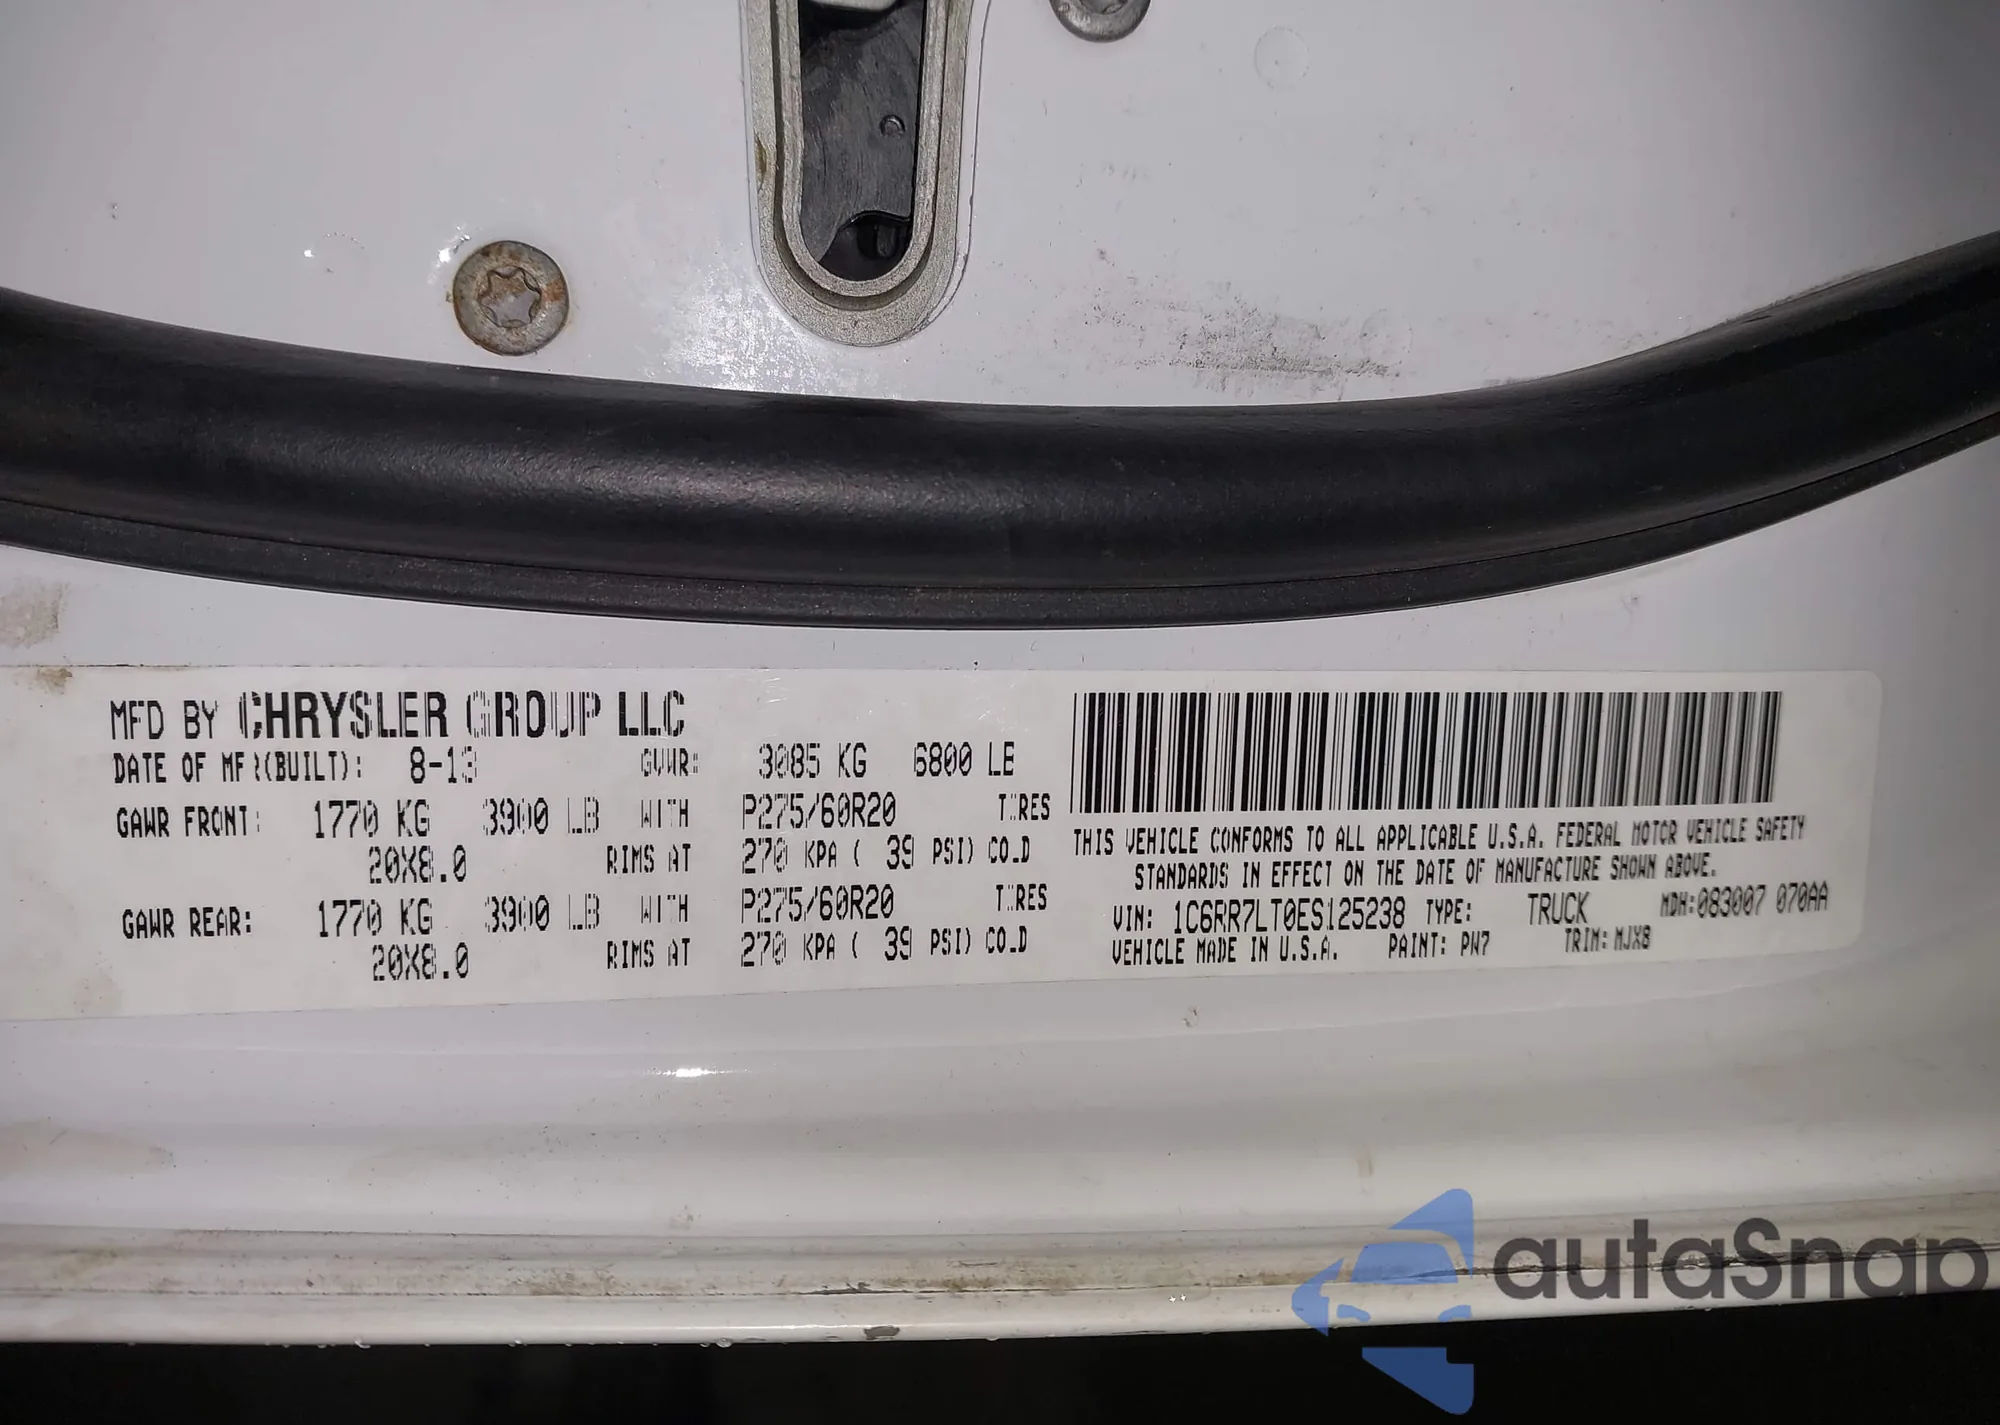 MFD BY CHRYSLER GROUP LLC
DATE OF MFR(BUILT): 8-13 GVWR: 3085 KG 6800 LB
GAWR FRONT: 1770 KG 3900 LB WITH P275/60R20 TIRES
20X8.0 RIMS AT 270 KPA ( 39 PSI) COLD
GAWR REAR: 1770 KG 3900 LB WITH P275/60R20 TIRES
20X8.0 RIMS AT 270 KPA ( 39 PSI) COLD
THIS VEHICLE CONFORMS TO ALL APPLICABLE U.S.A. FEDERAL MOTOR VEHICLE SAFETY
STANDARDS IN EFFECT ON THE DATE OF MANUFACTURE SHOWN ABOVE.
VIN: 1C6RR7LT0ES125238 TYPE: TRUCK MDH:083007 070AA
VEHICLE MADE IN U.S.A. PAINT: PW7 TRIM: MJX8
autaSnap